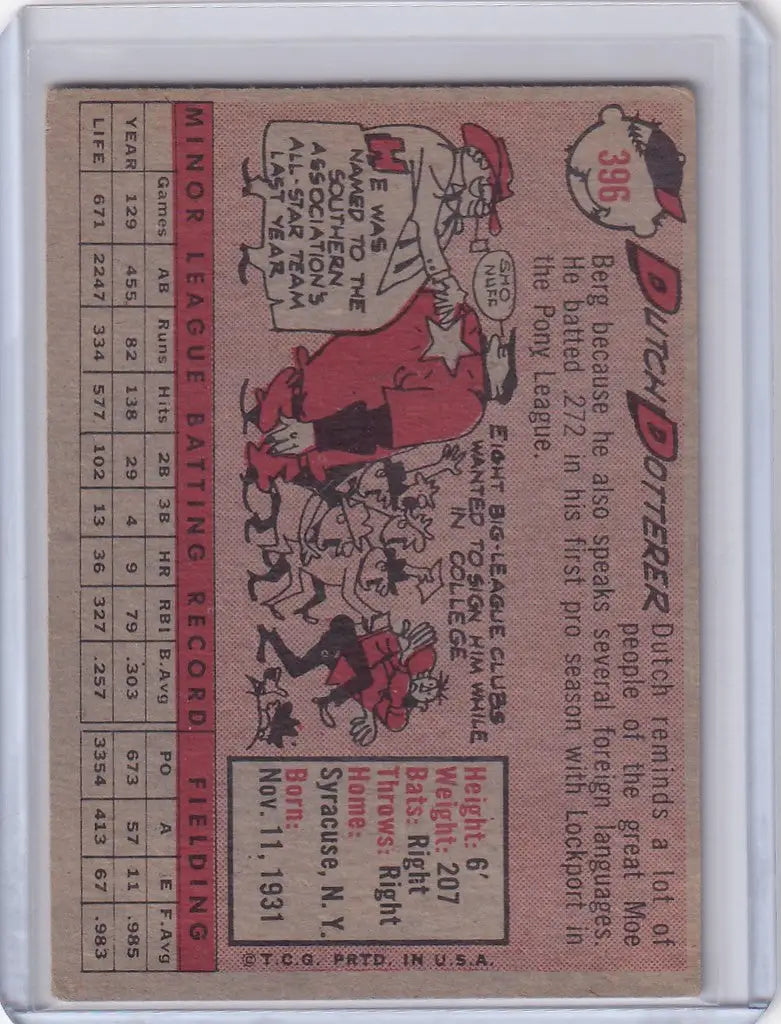 396
DUTCH DOTTERER
Dutch reminds a lot of
people of the great Moe
Berg because he also speaks several foreign languages.
He batted 272 in his first pro season with Lockport in
the Pony League.
SHO
NUFF
HE WAS
NAMED TO THE
SOUTHERN
ASSOCIATION'S
ALL-STAR TEAM
LAST YEAR
EIGHT BIG-LEAGUE CLUBS
WANTED TO SIGN HIM WHILE
IN COLLEGE
Height: 6'
Weight: 207
Bats: Right
Throws: Right
Home:
Syracuse, N. Y.
Born:
Nov. 11, 1931
© T.C.G. PRTD. IN U.S.A.
MINOR LEAGUE BATTING RECORD FIELDING
Games AB Runs Hits 2B 3B HR RBI B.Avg PO A E F.Avg
YEAR 129 455 82 138 29 4 9 79 .303 673 57 11 .985
LIFE 671 2247 334 577 102 13 36 327 .257 3354 413 67 .983